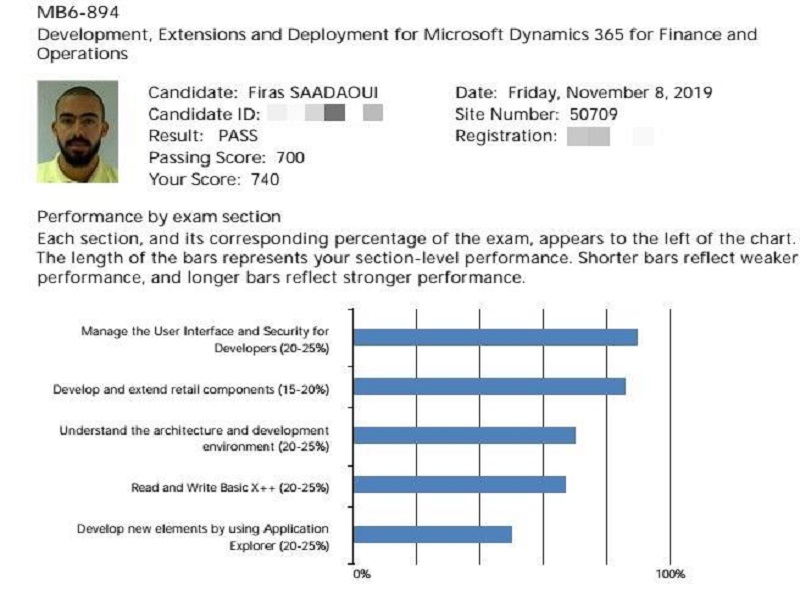 MB6-894
Development, Extensions and Deployment for Microsoft Dynamics 365 for Finance and
Operations
Candidate: Firas SAADAOUI
Candidate ID:
Result: PASS
Passing Score: 700
Your Score: 740
Date: Friday, November 8, 2019
Site Number: 50709
Registration:
Performance by exam section
Each section, and its corresponding percentage of the exam, appears to the left of the chart.
The length of the bars represents your section-level performance. Shorter bars reflect weaker
performance, and longer bars reflect stronger performance.
Manage the User Interface and Security for
Developers (20-25%)
Develop and extend retail components (15-20%)
Understand the architecture and development
environment (20-25%)
Read and Write Basic X++ (20-25%)
Develop new elements by using Application
Explorer (20-25%)
0%
100%